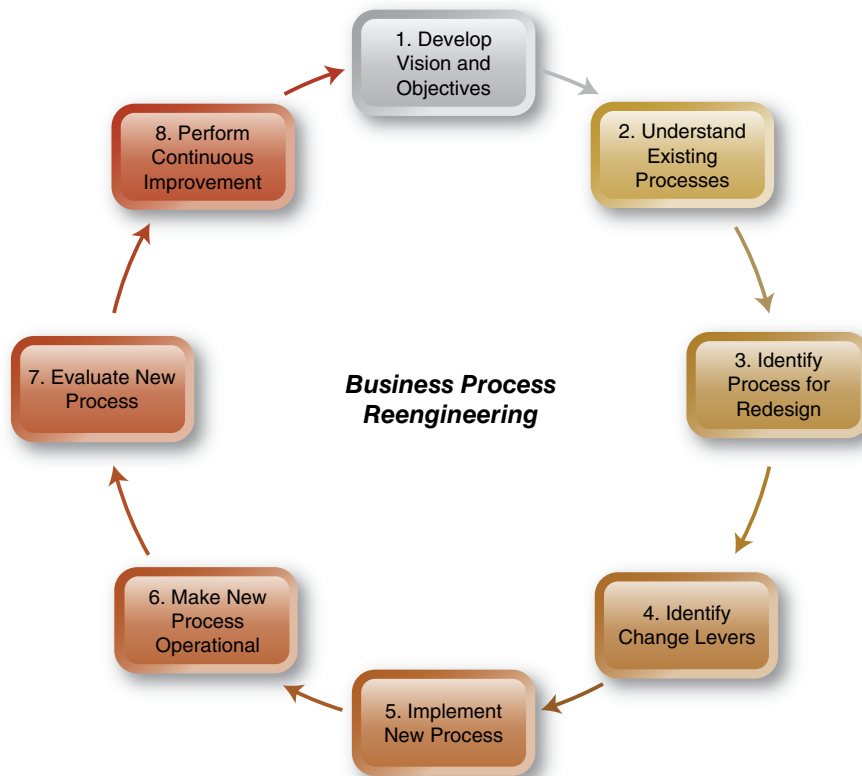 1. Develop
Vision and
Objectives
2. Understand
Existing
Processes
3. Identify
Process for
Redesign
4. Identify
Change Levers
5. Implement
New Process
6. Make New
Process
Operational
7. Evaluate New
Process
8. Perform
Continuous
Improvement
Business Process
Reengineering